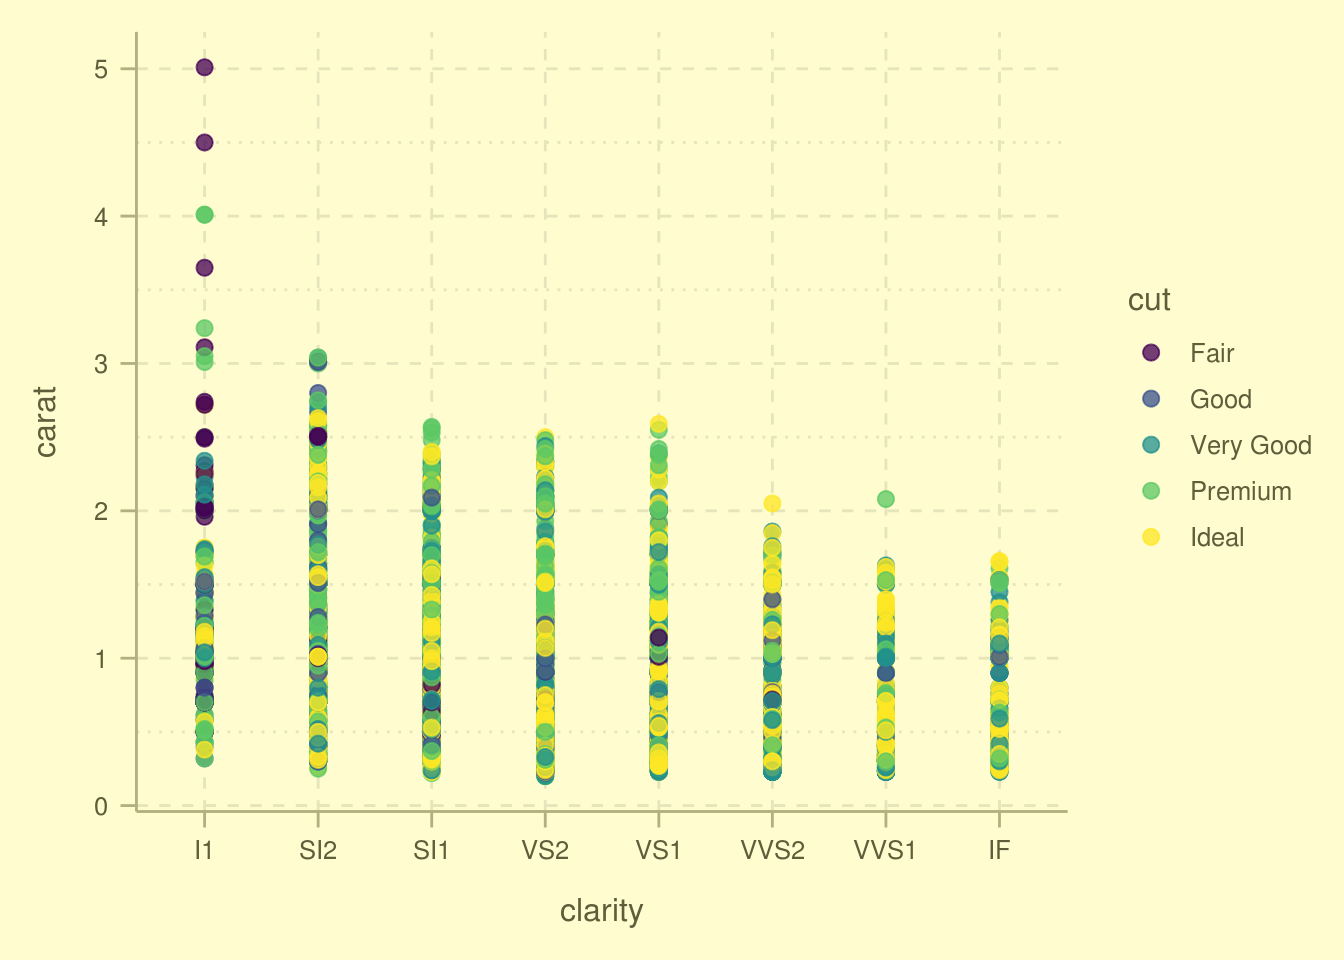 5
4
3
2
1
0
carat
I1 SI2 SI1 VS2 VS1 VVS2 VVS1 IF
clarity
cut
Fair
Good
Very Good
Premium
Ideal